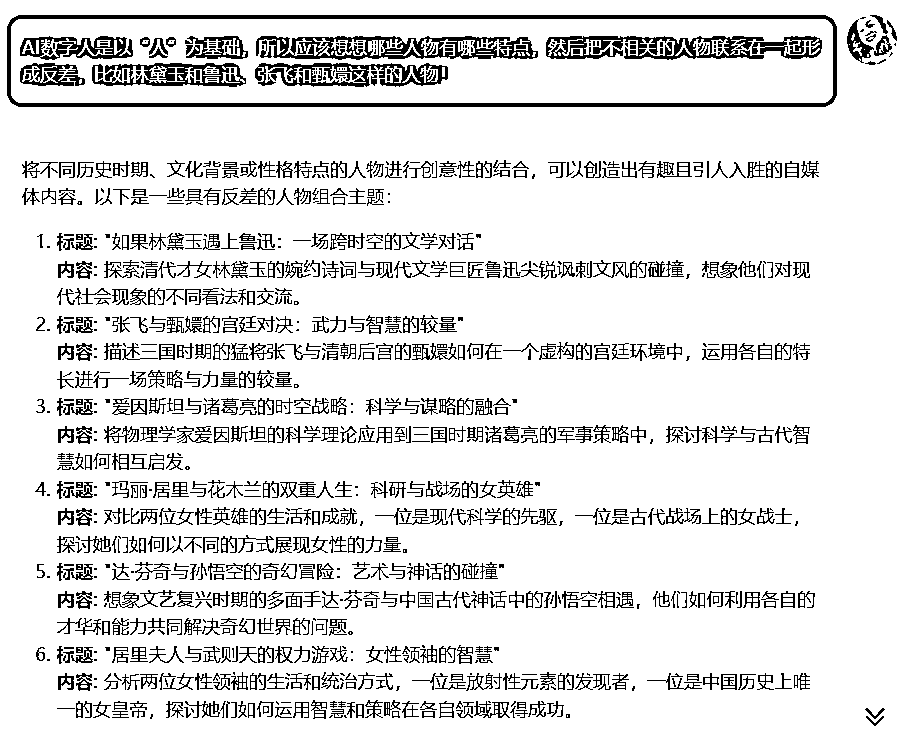 AI数字人是以“人”为基础，所以应该想想哪些人物有哪些特点，然后把不相关的人物联系在一起形
成反差，比如林黛玉和鲁迅、张飞和甄嬛这样的人物！
将不同历史时期、文化背景或性格特点的人物进行创意性的结合，可以创造出有趣且引人入胜的自媒
体内容。以下是一些具有反差的人物组合主题：
1. 标题: "如果林黛玉遇上鲁迅：一场跨时空的文学对话"
内容: 探索清代才女林黛玉的婉约诗词与现代文学巨匠鲁迅尖锐讽刺文风的碰撞，想象他们对现
代社会现象的不同看法和交流。
2. 标题: "张飞与甄嬛的宫廷对决：武力与智慧的较量"
内容: 描述三国时期的猛将张飞与清朝后宫的甄嬛如何在一个虚构的宫廷环境中，运用各自的特
长进行一场策略与力量的较量。
3. 标题: "爱因斯坦与诸葛亮的时空战略：科学与谋略的融合"
内容: 将物理学家爱因斯坦的科学理论应用到三国时期诸葛亮的军事策略中，探讨科学与古代智
慧如何相互启发。
4. 标题: "玛丽·居里与花木兰的双重人生：科研与战场的女英雄"
内容: 对比两位女性英雄的生活和成就，一位是现代科学的先驱，一位是古代战场上的女战士，
探讨她们如何以不同的方式展现女性的力量。
5. 标题: "达·芬奇与孙悟空的奇幻冒险：艺术与神话的碰撞"
内容: 想象文艺复兴时期的多面手达·芬奇与中国古代神话中的孙悟空相遇，他们如何利用各自的
才华和能力共同解决奇幻世界的问题。
6. 标题: "居里夫人与武则天的权力游戏：女性领袖的智慧"
内容: 分析两位女性领袖的生活和统治方式，一位是放射性元素的发现者，一位是中国历史上唯
一的女皇帝，探讨她们如何运用智慧和策略在各自领域取得成功。